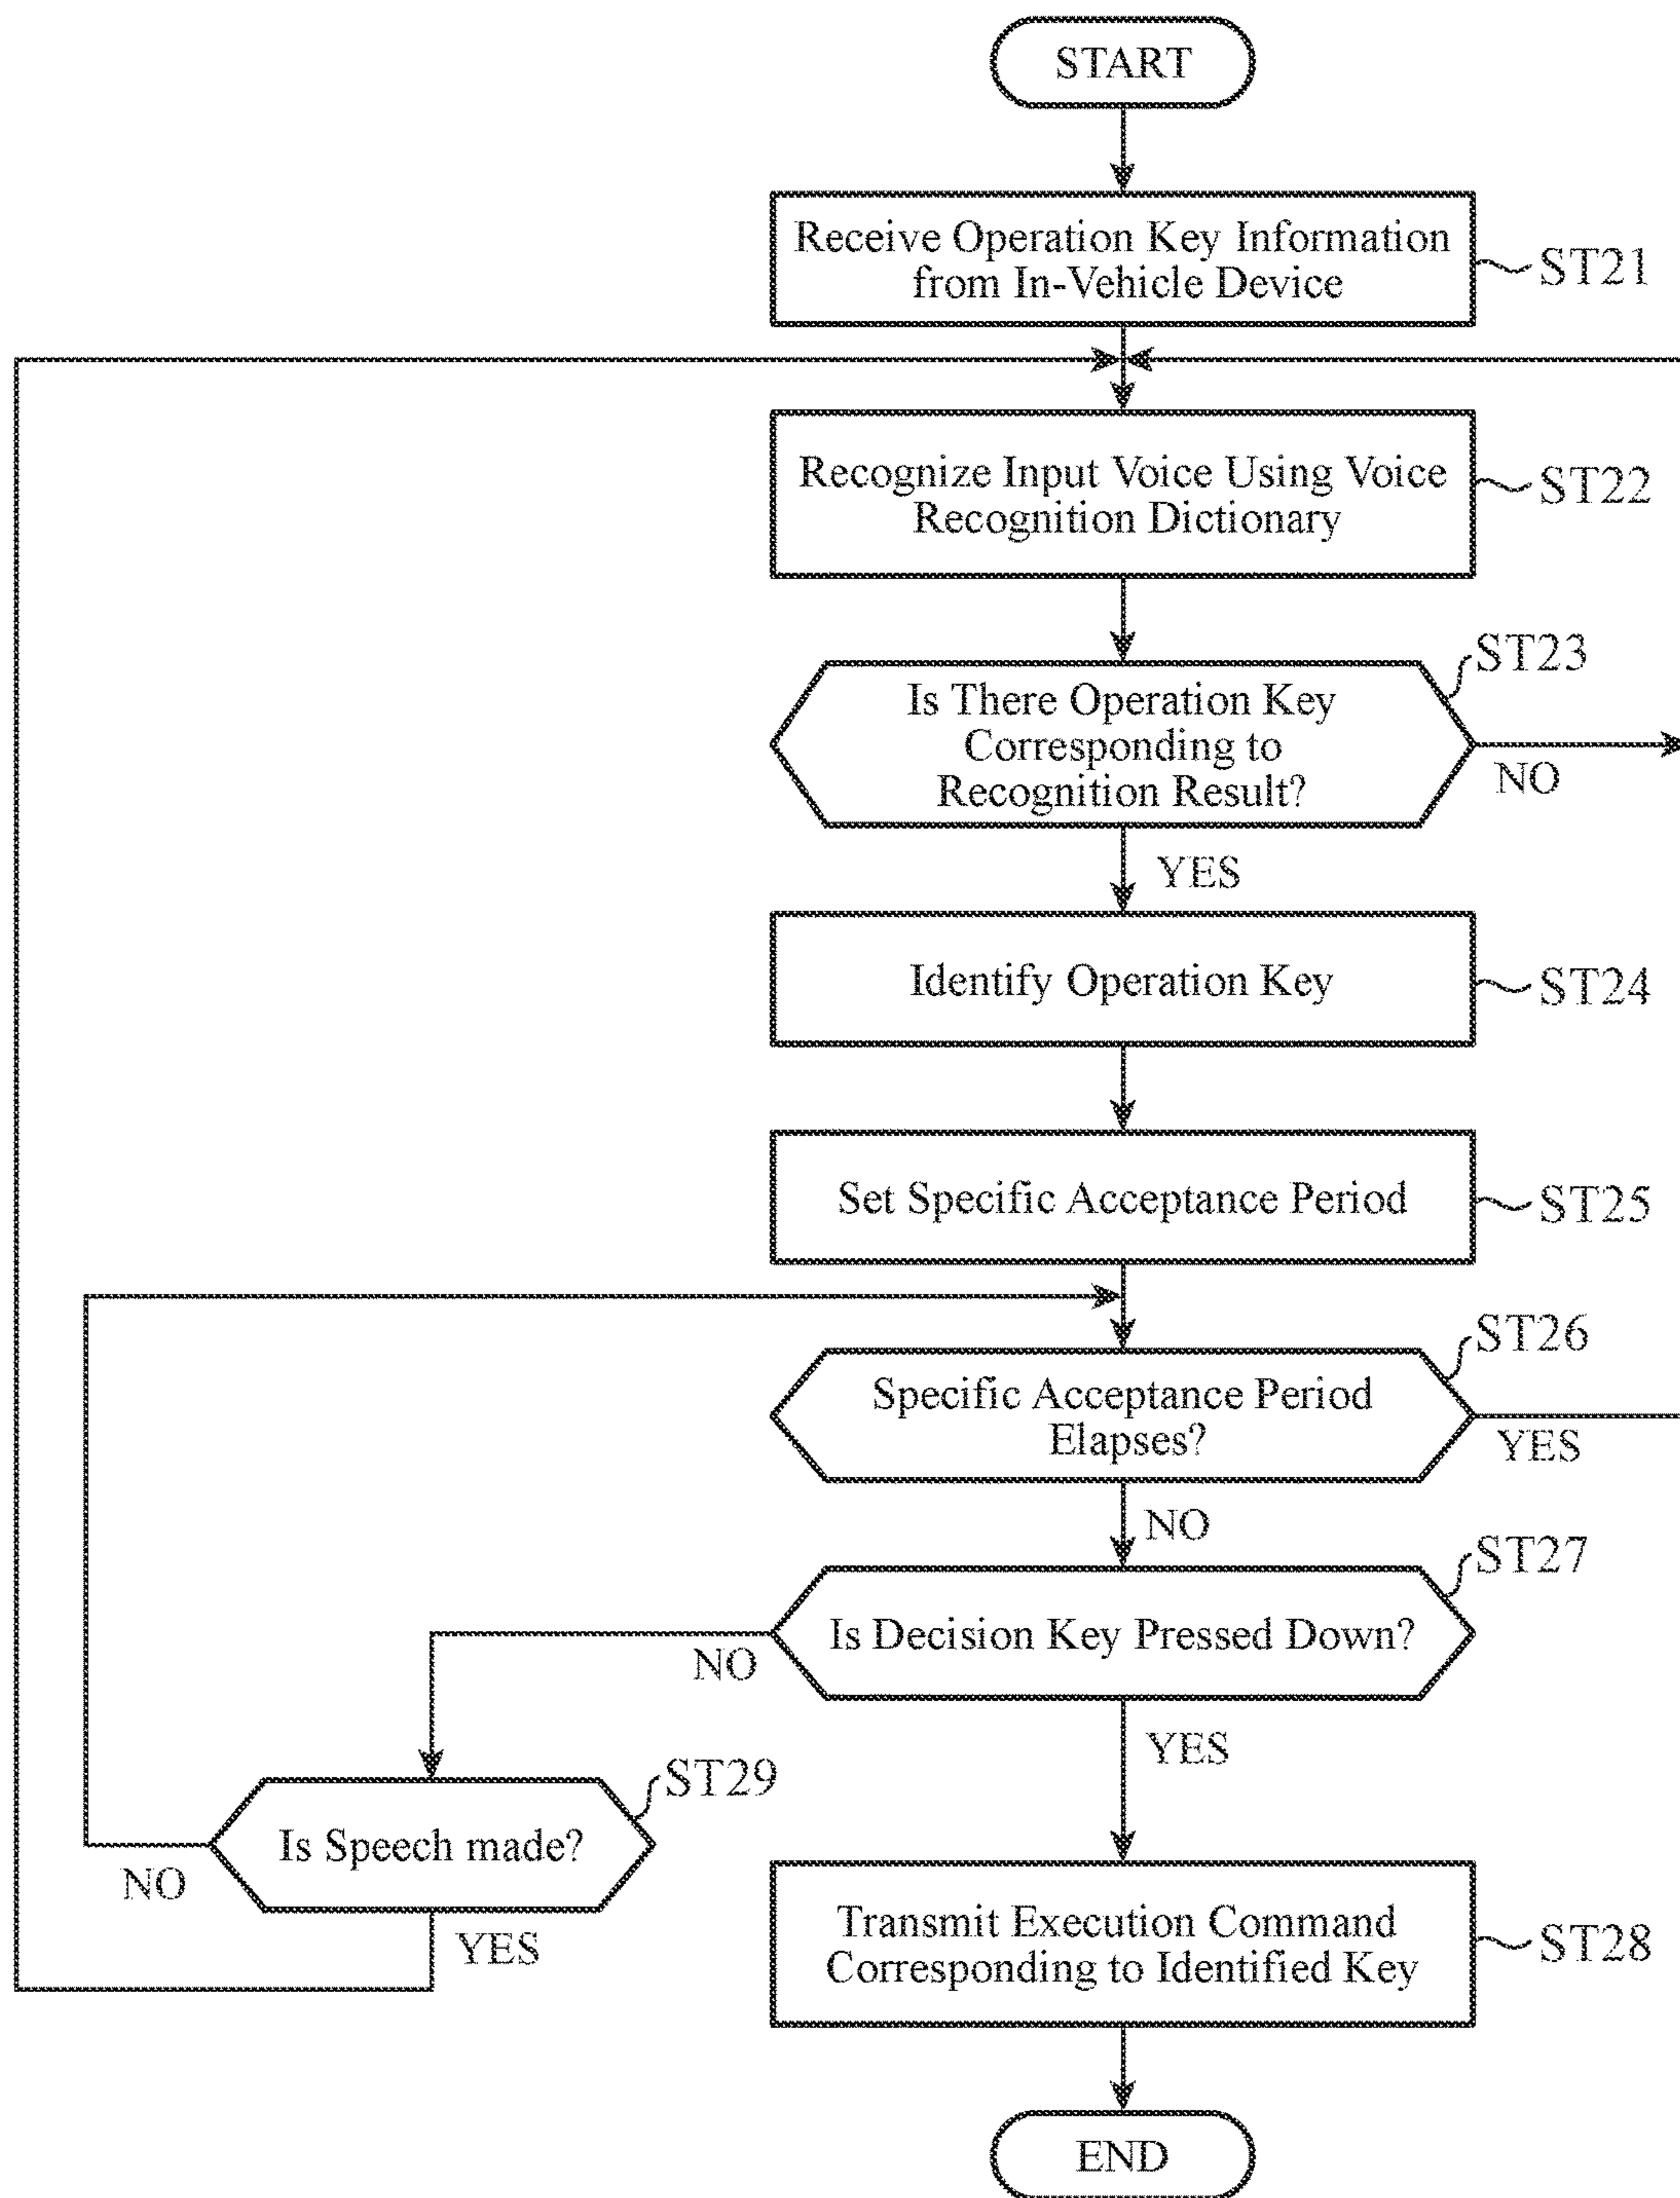 START
Receive Operation Key Information
from In-Vehicle Device
ST21
Recognize Input Voice Using Voice
Recognition Dictionary
ST22
ST23
Is There Operation Key
Corresponding to
Recognition Result?
NO
YES
Identify Operation Key
ST24
Set Specific Acceptance Period
ST25
ST26
Specific Acceptance Period
Elapses?
YES
NO
ST27
Is Decision Key Pressed Down?
NO
YES
ST29
Is Speech made?
NO
YES
Transmit Execution Command
Corresponding to Identified Key
ST28
END